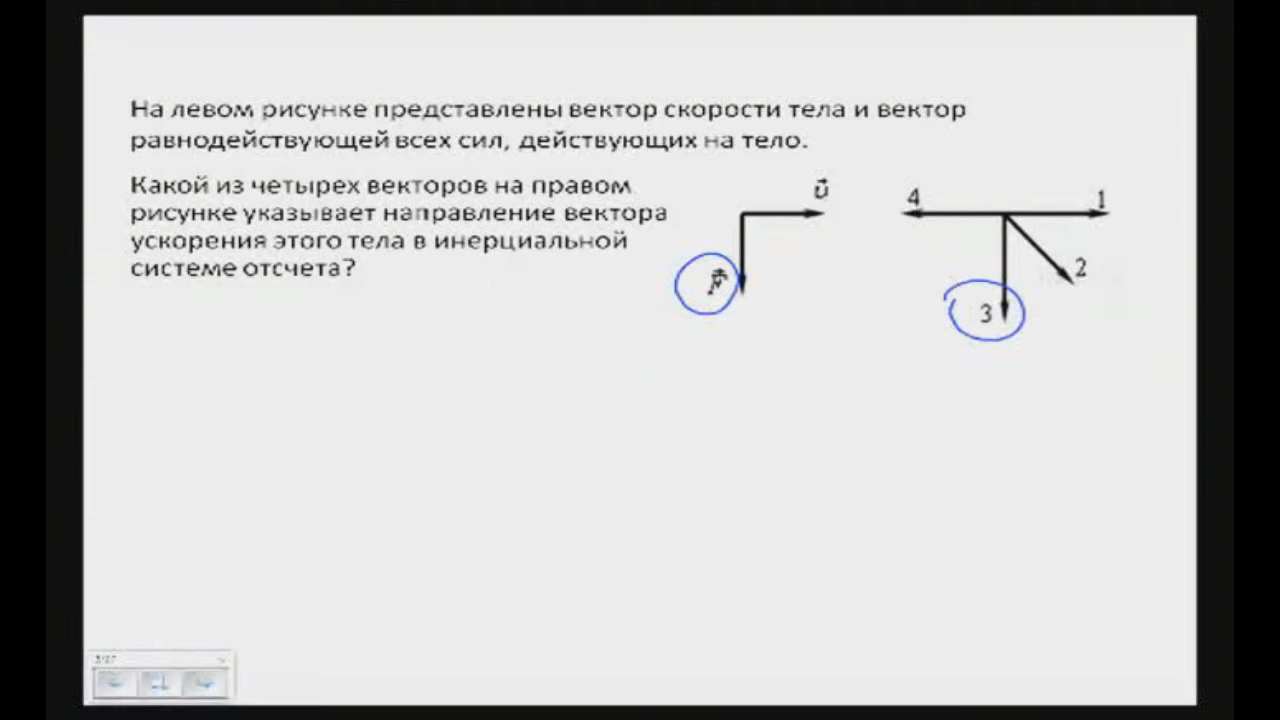 На левом рисунке представлены вектор скорости тела и вектор
равнодействующей всех сил, действующих на тело.
Какой из четырех векторов на правом
рисунке указывает направление вектора
ускорения этого тела в инерциальной
системе отсчета?
υ⃗
F⃗
4
1
2
3